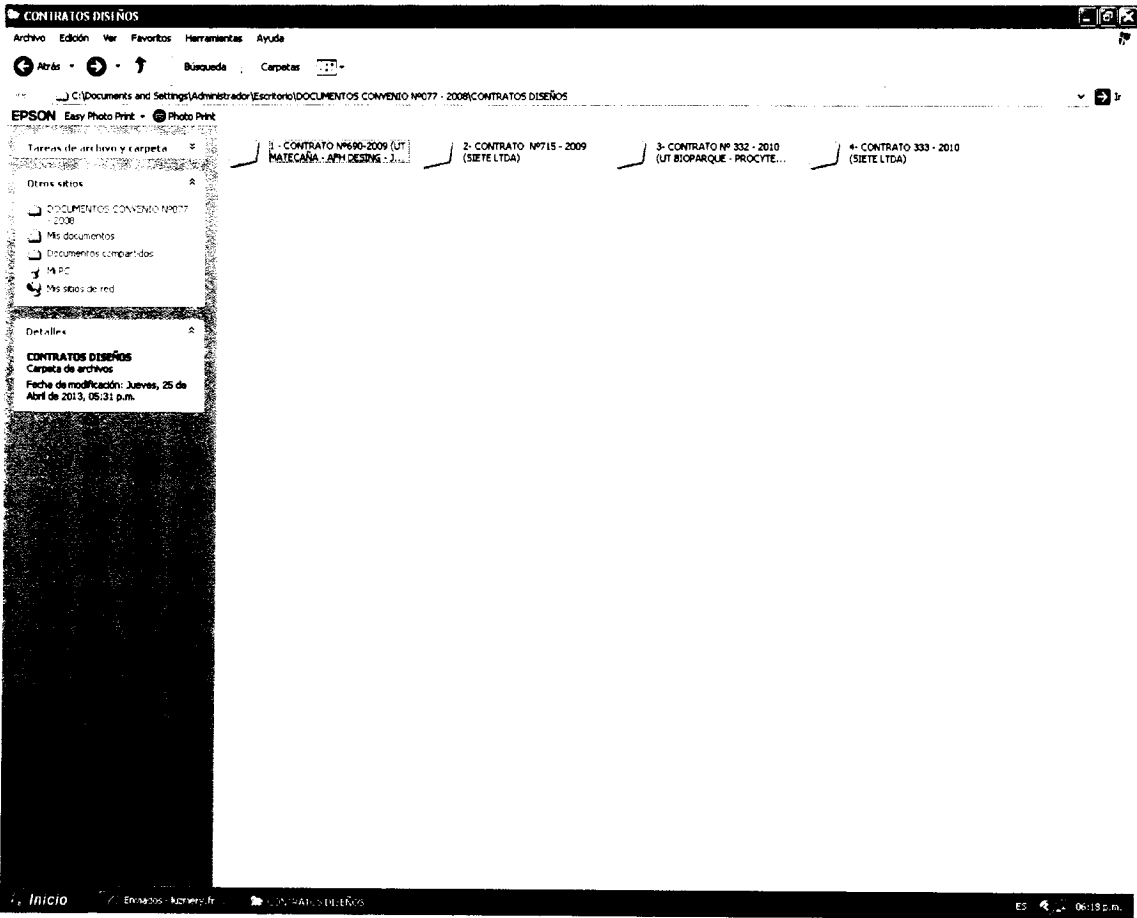 CONTRATOS DISEÑOS
Archivo Edición Ver Favoritos Herramientas Ayuda
Atrás Búsqueda Carpetas
C:\Documents and Settings\Administrador\Escritorio\DOCUMENTOS CONVENIO Nº077 - 2008\CONTRATOS DISEÑOS Ir
EPSON Easy Photo Print Photo Print
Tareas de archivo y carpeta
1 - CONTRATO Nº690-2009 (UT
MATECAÑA - APH DESING - J...
2- CONTRATO Nº715 - 2009
(SIETE LTDA)
3- CONTRATO Nº 332 - 2010
(UT BIOPARQUE - PROCYTE...
4- CONTRATO 333 - 2010
(SIETE LTDA)
Otros sitios
DOCUMENTOS CONVENIO Nº077
- 2008
Mis documentos
Documentos compartidos
Mi PC
Mis sitios de red
Detalles
CONTRATOS DISEÑOS
Carpeta de archivos
Fecha de modificación: Jueves, 25 de
Abril de 2013, 05:31 p.m.
Inicio Enviados - CONTRATOS DISEÑOS ES 06:18 p.m.